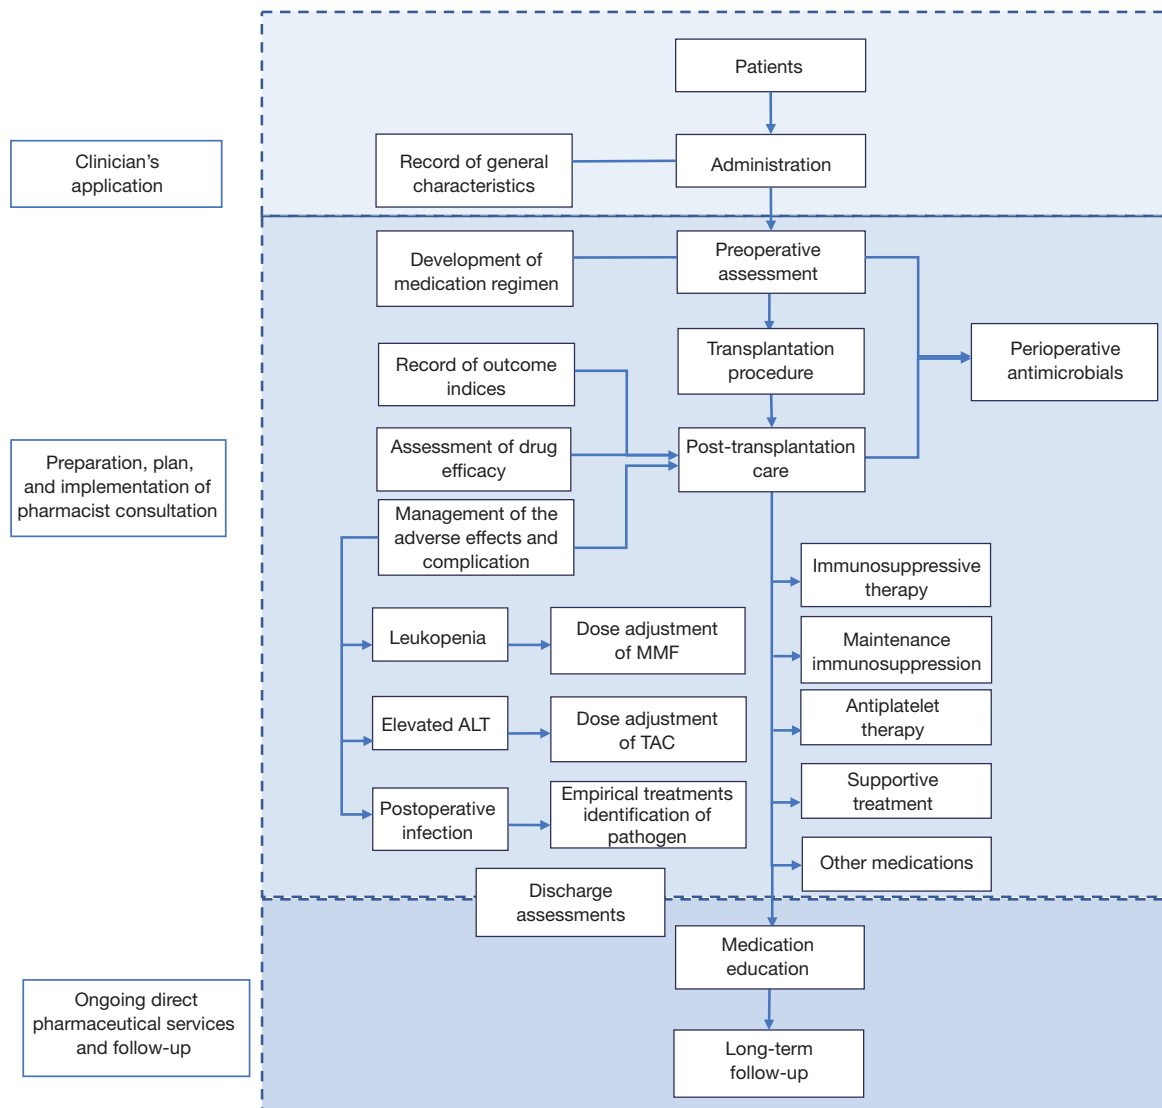 Patients
Clinician's
application
Record of general
characteristics
Administration
Development of
medication regimen
Preoperative
assessment
Record of outcome
indices
Transplantation
procedure
Perioperative
antimicrobials
Preparation, plan,
and implementation of
pharmacist consultation
Assessment of drug
efficacy
Post-transplantation
care
Management of the
adverse effects and
complication
Immunosuppressive
therapy
Leukopenia
Dose adjustment
of MMF
Maintenance
immunosuppression
Elevated ALT
Dose adjustment
of TAC
Antiplatelet
therapy
Postoperative
infection
Empirical treatments
identification of
pathogen
Supportive
treatment
Other medications
Discharge
assessments
Medication
education
Ongoing direct
pharmaceutical services
and follow-up
Long-term
follow-up